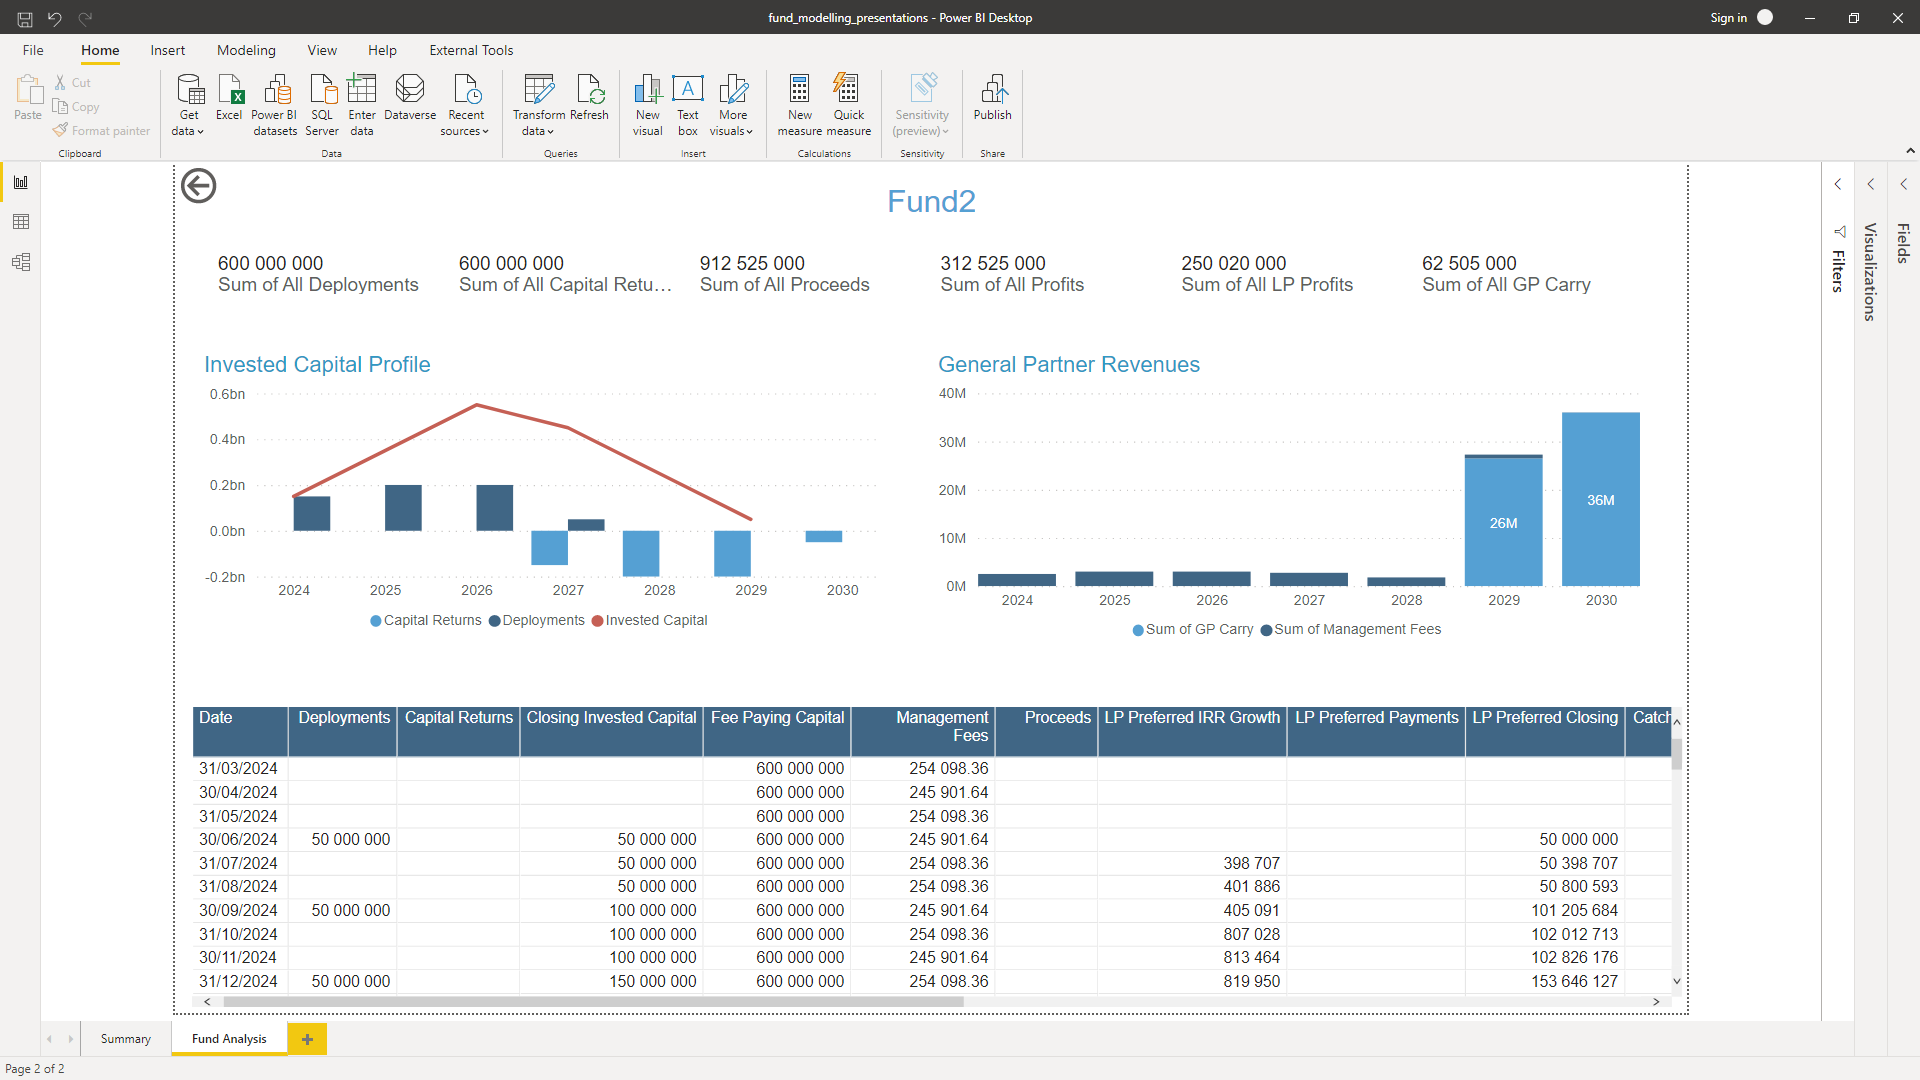 fund_modelling_presentations - Power BI Desktop
Sign in
File Home Insert Modeling View Help External Tools
Paste
Cut
Copy
Format painter
Clipboard
Get data
Excel
Power BI datasets
SQL Server
Enter data
Dataverse
Recent sources
Data
Transform data
Refresh
Queries
New visual
Text box
More visuals
Insert
New measure
Quick measure
Calculations
Sensitivity (preview)
Sensitivity
Publish
Share
Fund2
600 000 000 600 000 000 912 525 000 312 525 000 250 020 000 62 505 000
Sum of All Deployments Sum of All Capital Retu... Sum of All Proceeds Sum of All Profits Sum of All LP Profits Sum of All GP Carry
Invested Capital Profile
0.6bn
0.4bn
0.2bn
0.0bn
-0.2bn
2024 2025 2026 2027 2028 2029 2030
Capital Returns Deployments Invested Capital
General Partner Revenues
40M
30M
20M
10M
0M
26M
36M
2024 2025 2026 2027 2028 2029 2030
Sum of GP Carry Sum of Management Fees
Date Deployments Capital Returns Closing Invested Capital Fee Paying Capital Management Fees Proceeds LP Preferred IRR Growth LP Preferred Payments LP Preferred Closing Catch
31/03/2024 600 000 000 254 098.36
30/04/2024 600 000 000 245 901.64
31/05/2024 600 000 000 254 098.36
30/06/2024 50 000 000 50 000 000 600 000 000 245 901.64 50 000 000
31/07/2024 50 000 000 600 000 000 254 098.36 398 707 50 398 707
31/08/2024 50 000 000 600 000 000 254 098.36 401 886 50 800 593
30/09/2024 50 000 000 100 000 000 600 000 000 245 901.64 405 091 101 205 684
31/10/2024 100 000 000 600 000 000 254 098.36 807 028 102 012 713
30/11/2024 100 000 000 600 000 000 245 901.64 813 464 102 826 176
31/12/2024 50 000 000 150 000 000 600 000 000 254 098.36 819 950 153 646 127
Filters
Visualizations
Fields
Summary Fund Analysis
Page 2 of 2